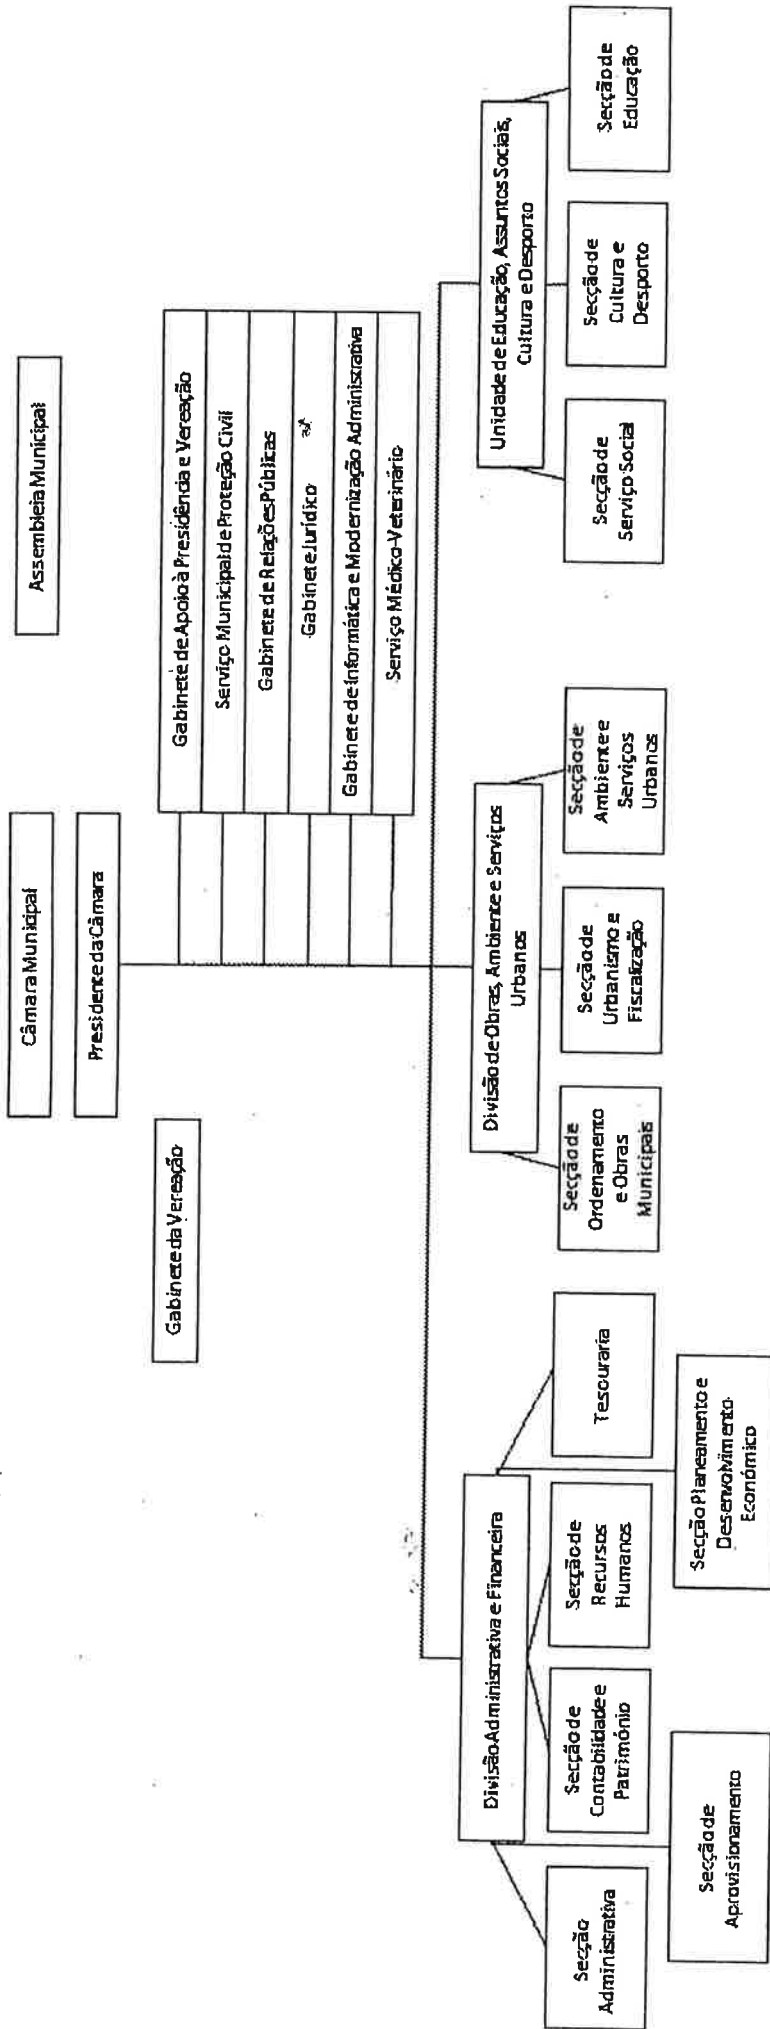 Câmara Municipal
Assembleia Municipal
Presidente da Câmara
Gabinete da Vereação
Gabinete de Apoio à Presidência e Vereação
Serviço Municipal de Proteção Civil
Gabinete de Relações Públicas
Gabinete Jurídico
Gabinete de Informática e Modernização Administrativa
Serviço Médico-Veterinário
Divisão Administrativa e Financeira
Divisão de Obras, Ambiente e Serviços
Urbanos
Unidade de Educação, Assuntos Sociais,
Cultura e Desporto
Secção
Administrativa
Secção de
Contabilidade e
Património
Secção de
Recursos
Humanos
Tesouraria
Secção de
Ordenamento
e Obras
Municipais
Secção de
Urbanismo e
Fiscalização
Secção de
Ambiente e
Serviços
Urbanos
Secção de
Serviço Social
Secção de
Cultura e
Desporto
Secção de
Educação
Secção de
Aprovisionamento
Secção Planeamento e
Desenvolvimento
Económico